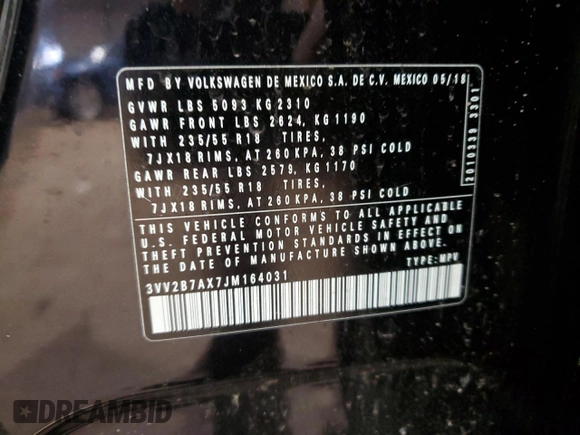 MFD BY VOLKSWAGEN DE MEXICO S.A. DE C.V. MEXICO 05/18
GVWR LBS 5093 KG 2310
GAWR FRONT LBS 2624, KG 1190
WITH 235/55 R18 TIRES,
7JX18 RIMS, AT 260 KPA, 38 PSI COLD
GAWR REAR LBS 2579, KG 1170
WITH 235/55 R18 TIRES,
7JX18 RIMS, AT 260 KPA, 38 PSI COLD
THIS VEHICLE CONFORMS TO ALL APPLICABLE
U.S. FEDERAL MOTOR VEHICLE SAFETY AND
THEFT PREVENTION STANDARDS IN EFFECT ON
THE DATE OF MANUFACTURE SHOWN ABOVE.
3VV2B7AX7JM164031 TYPE: MPV
2010339 3301
DREAMBID